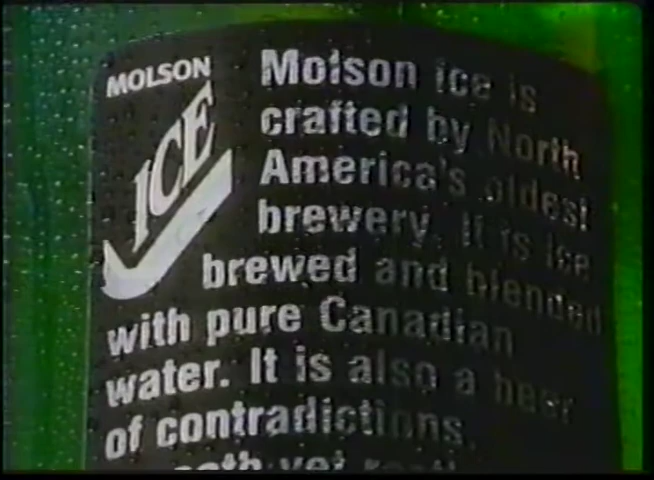 MOLSON
ICE
Molson ice is
crafted by North
America's oldest
brewery. It is ice
brewed and blended
with pure Canadian
water. It is also a beer
of contradictions.
yet